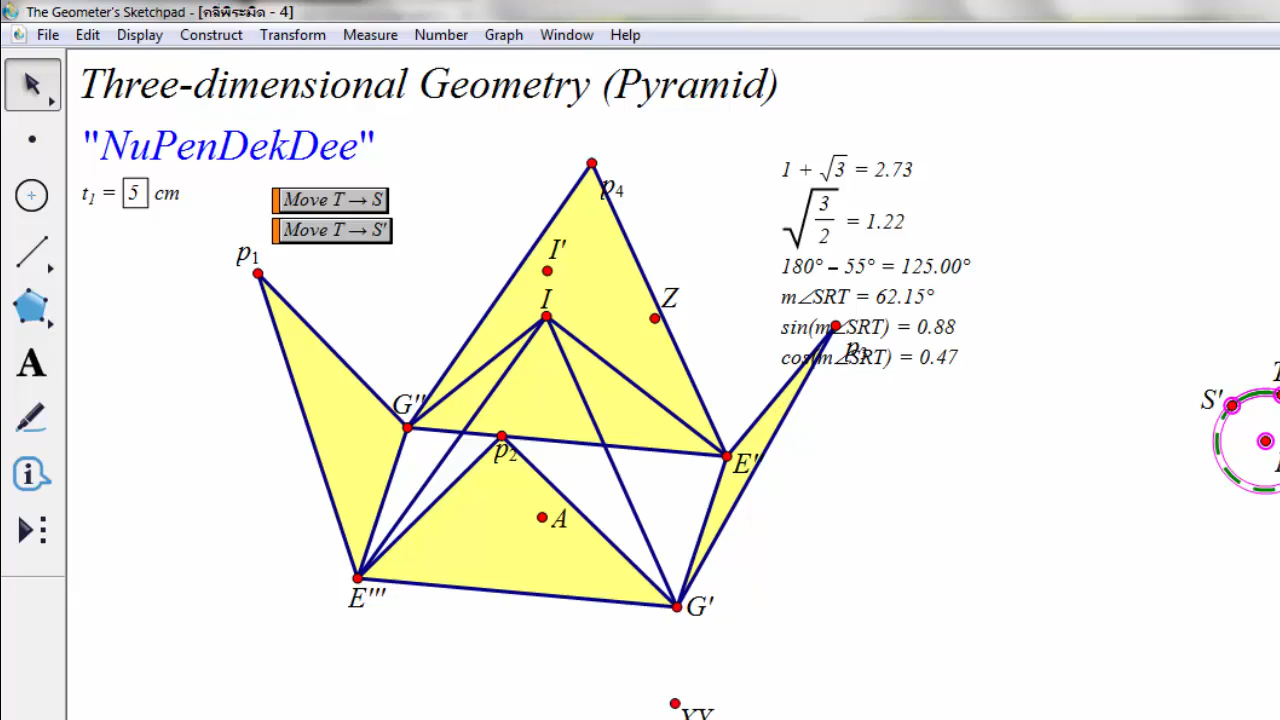 The Geometer's Sketchpad - [คลี่พีระมิด - 4]
File Edit Display Construct Transform Measure Number Graph Window Help
Three-dimensional Geometry (Pyramid)
"NuPenDekDee"
t₁ = 5 cm
Move T → S
Move T → S'
1 + √3 = 2.73
√(3/2) = 1.22
180° – 55° = 125.00°
m∠SRT = 62.15°
sin(m∠SRT) = 0.88
cos(m∠SRT) = 0.47
p₄
p₁
I'
I
Z
p₃
G''
p₂
E'
A
E'''
G'
S'
T
XX
A